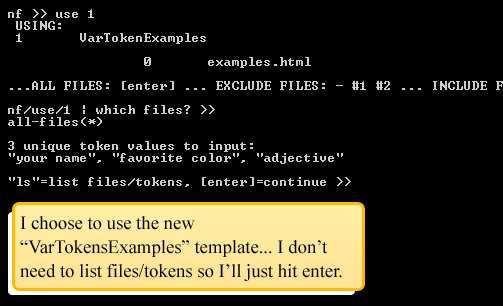 nf >> use 1
USING:
1 VarTokenExamples
0 examples.html
...ALL FILES: [enter] ... EXCLUDE FILES: - #1 #2 ... INCLUDE F
nf/use/1 | which files? >>
all-files(*)
3 unique token values to input:
"your name", "favorite color", "adjective"
"ls"=list files/tokens, [enter]=continue >>
I choose to use the new
“VarTokensExamples” template... I don’t
need to list files/tokens so I’ll just hit enter.